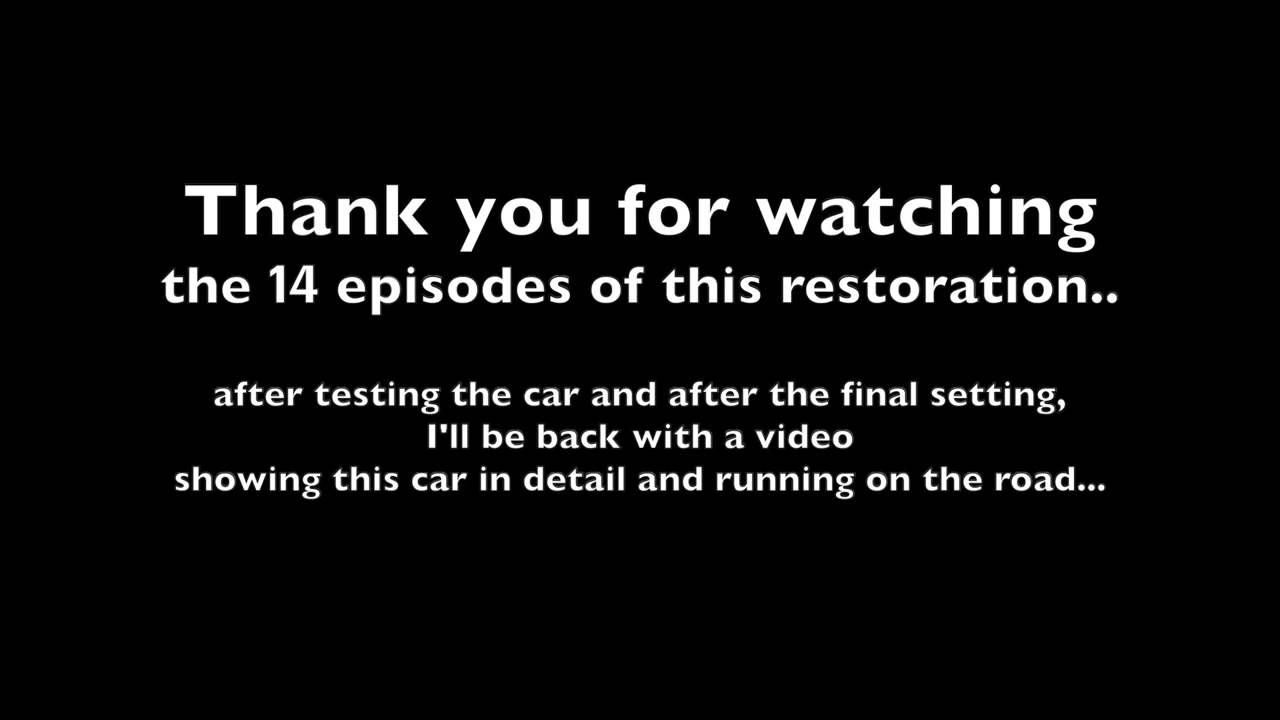 Thank you for watching
the 14 episodes of this restoration..
after testing the car and after the final setting,
I'll be back with a video
showing this car in detail and running on the road...